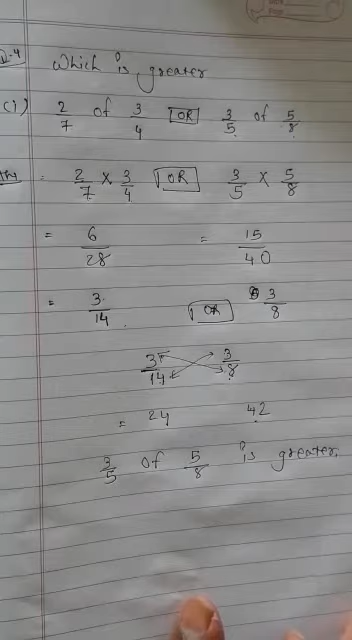 Q-4 Which is greater
(1) 2/7 of 3/4 OR 3/5 of 5/8
= 2/7 × 3/4 OR 3/5 × 5/8
= 6/28 = 15/40
= 3/14 OR 3/8
3/14 3/8
= 24 42
3/5 of 5/8 is greater.